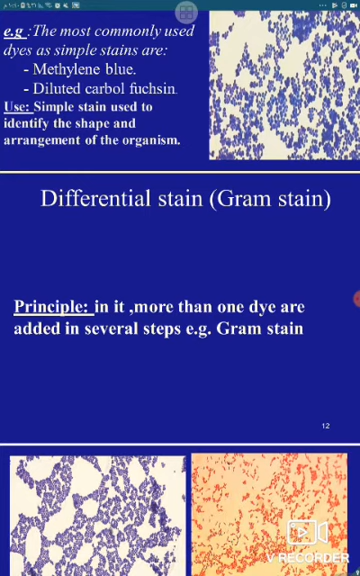 e.g :The most commonly used
dyes as simple stains are:
- Methylene blue.
- Diluted carbol fuchsin.
Use: Simple stain used to
identify the shape and
arrangement of the organism.
Differential stain (Gram stain)
Principle: in it ,more than one dye are
added in several steps e.g. Gram stain
12
V RECORDER